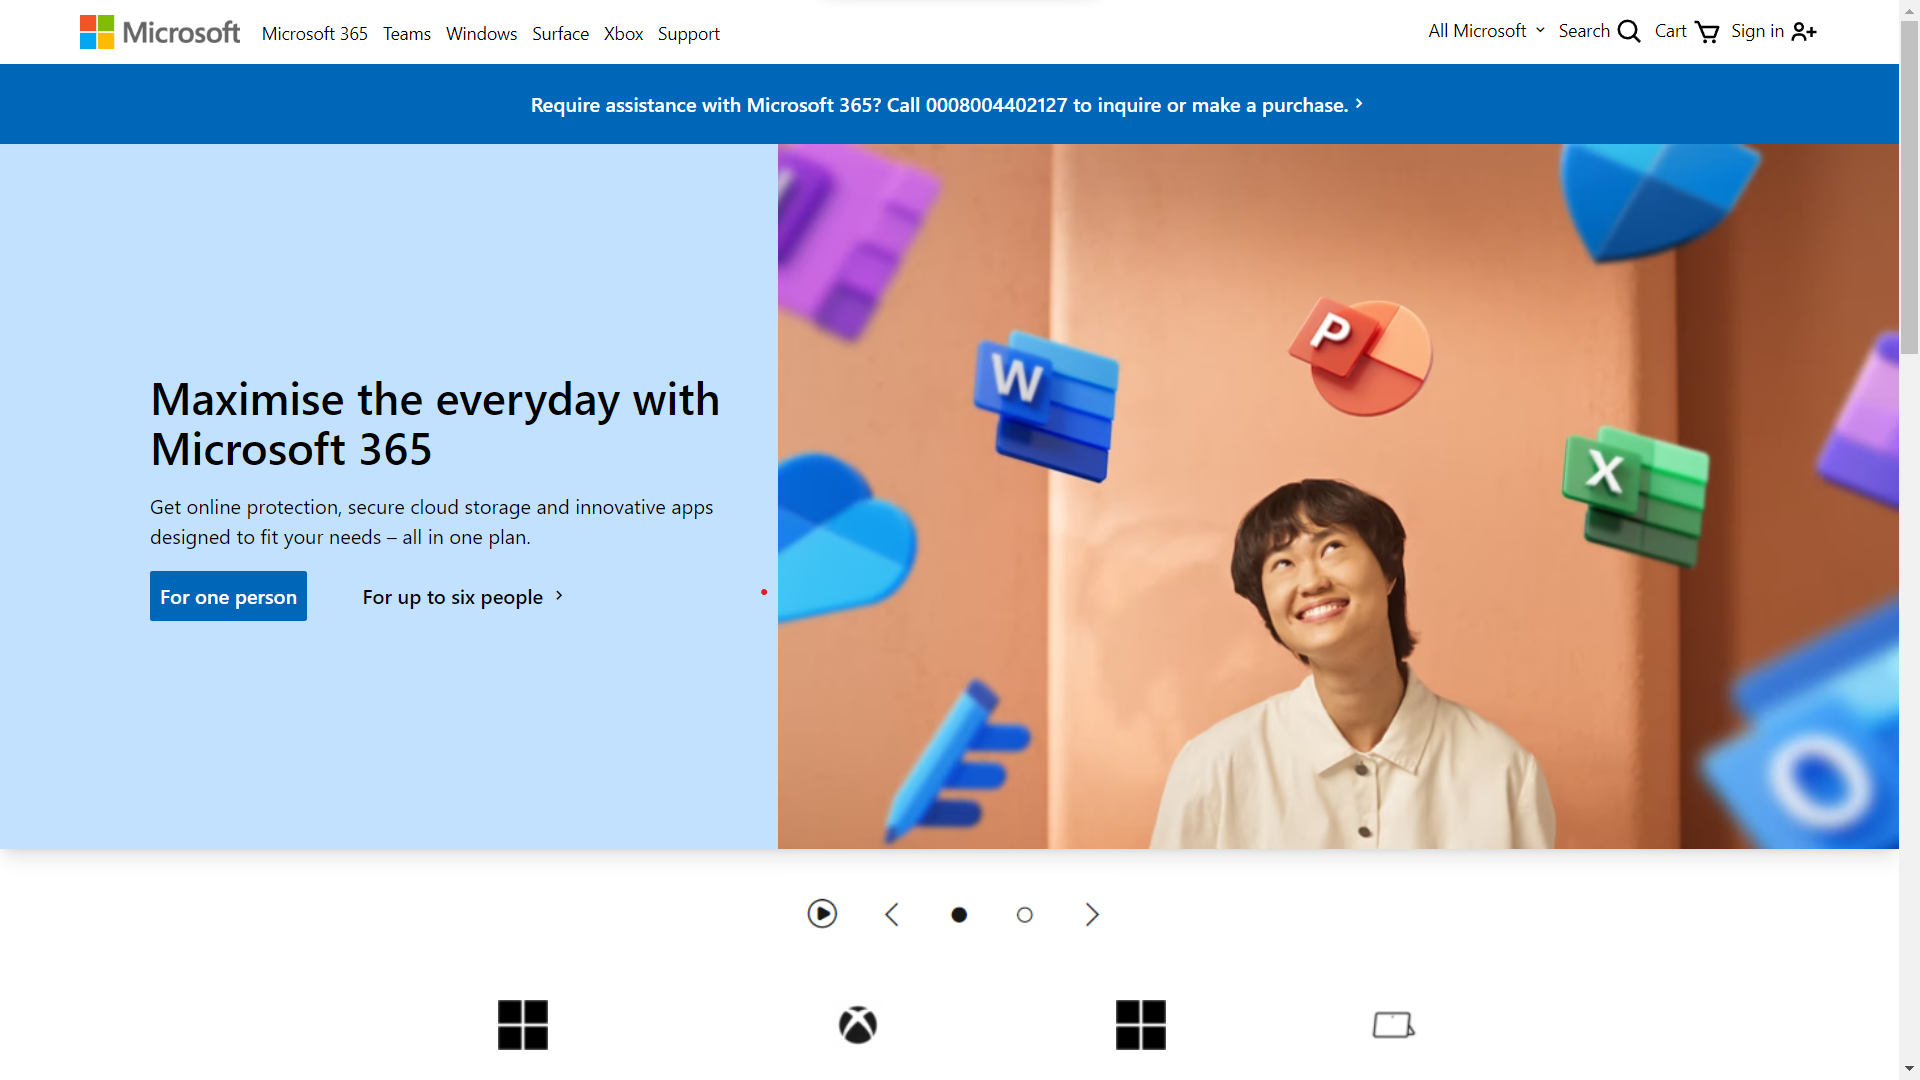 Microsoft Microsoft 365 Teams Windows Surface Xbox Support All Microsoft Search Cart Sign in
Require assistance with Microsoft 365? Call 0008004402127 to inquire or make a purchase.
Maximise the everyday with
Microsoft 365
Get online protection, secure cloud storage and innovative apps
designed to fit your needs – all in one plan.
For one person For up to six people
W
P
X